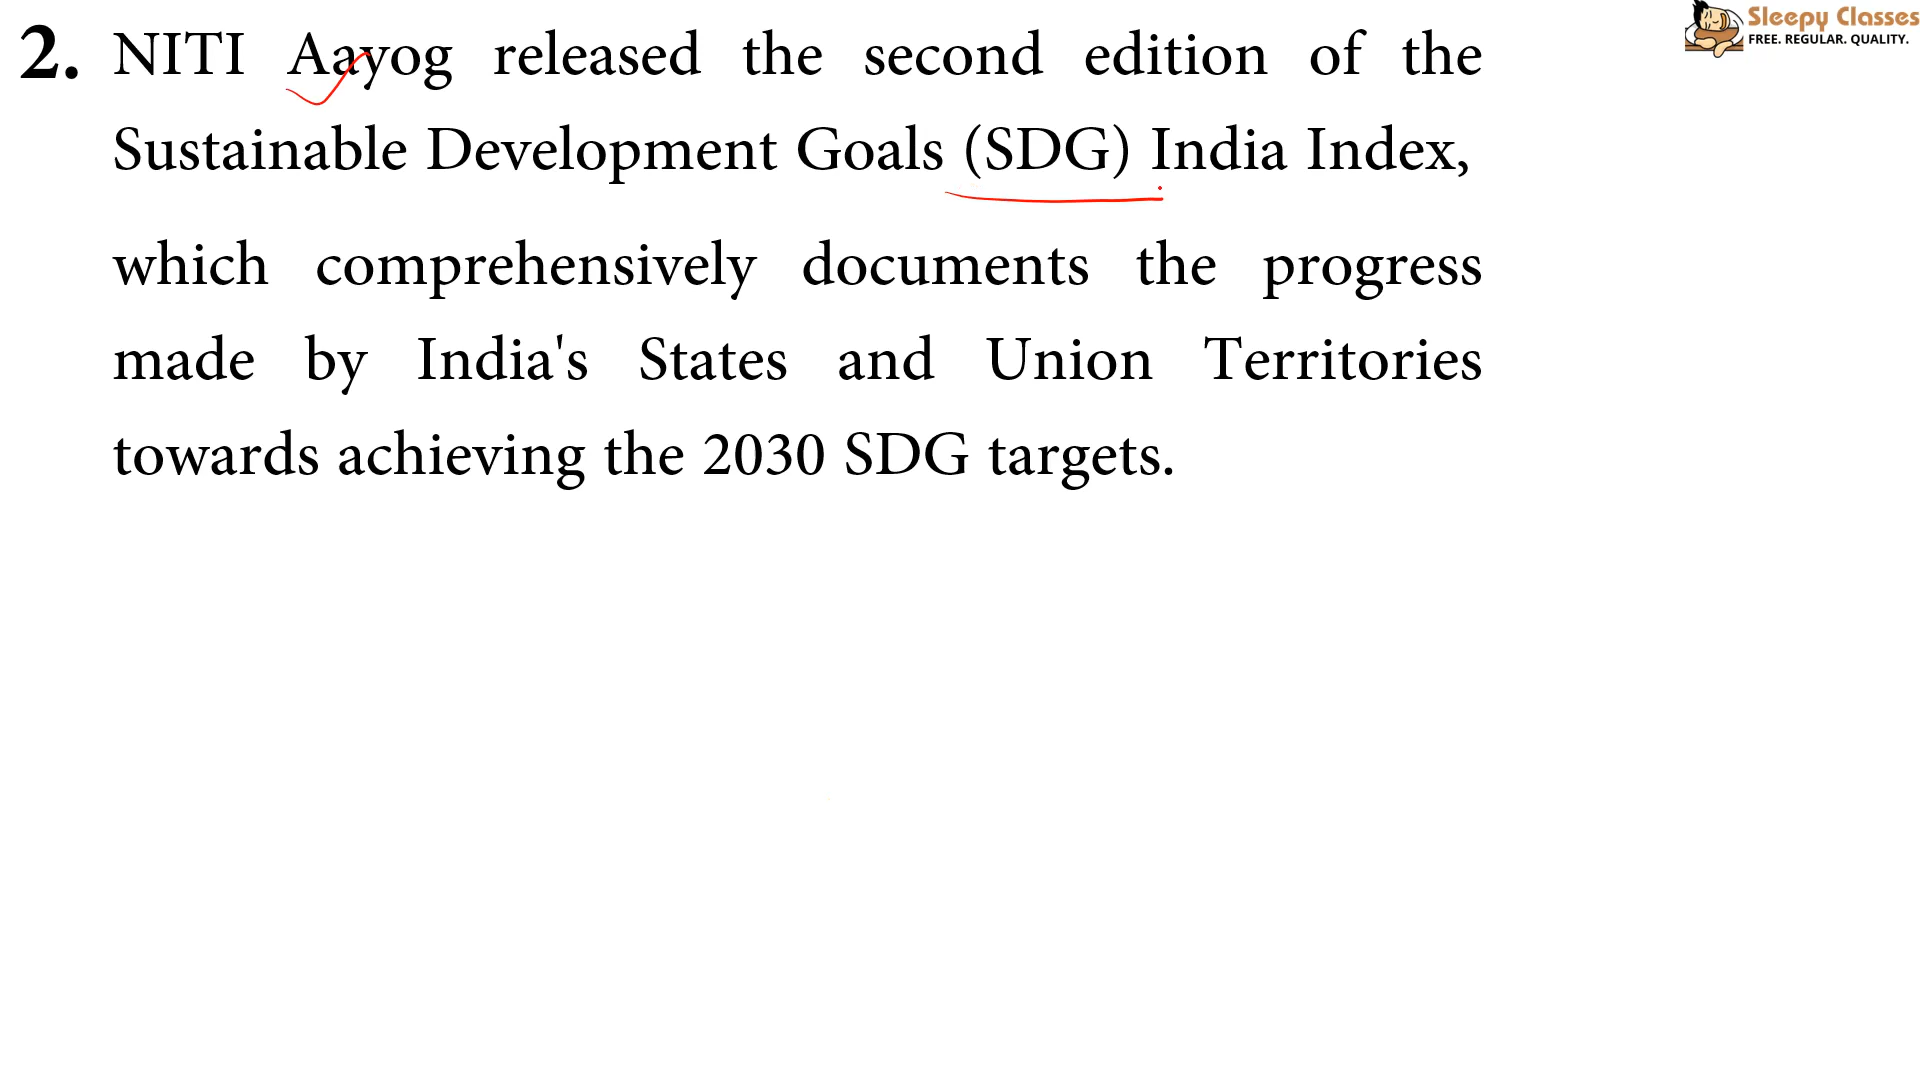 Sleepy Classes
FREE. REGULAR. QUALITY.
2. NITI Aayog released the second edition of the
Sustainable Development Goals (SDG) India Index,
which comprehensively documents the progress
made by India's States and Union Territories
towards achieving the 2030 SDG targets.